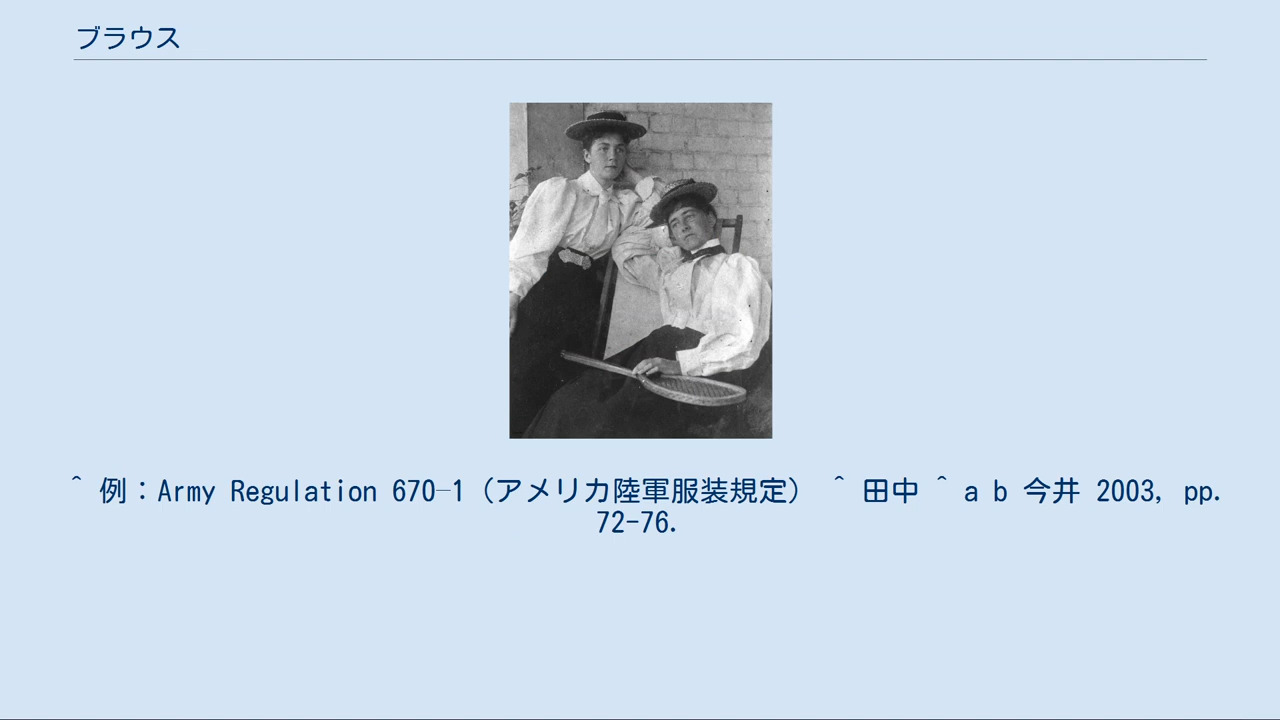 ブラウス
^ 例：Army Regulation 670–1（アメリカ陸軍服装規定） ^ 田中 ^ a b 今井 2003, pp.
72-76.